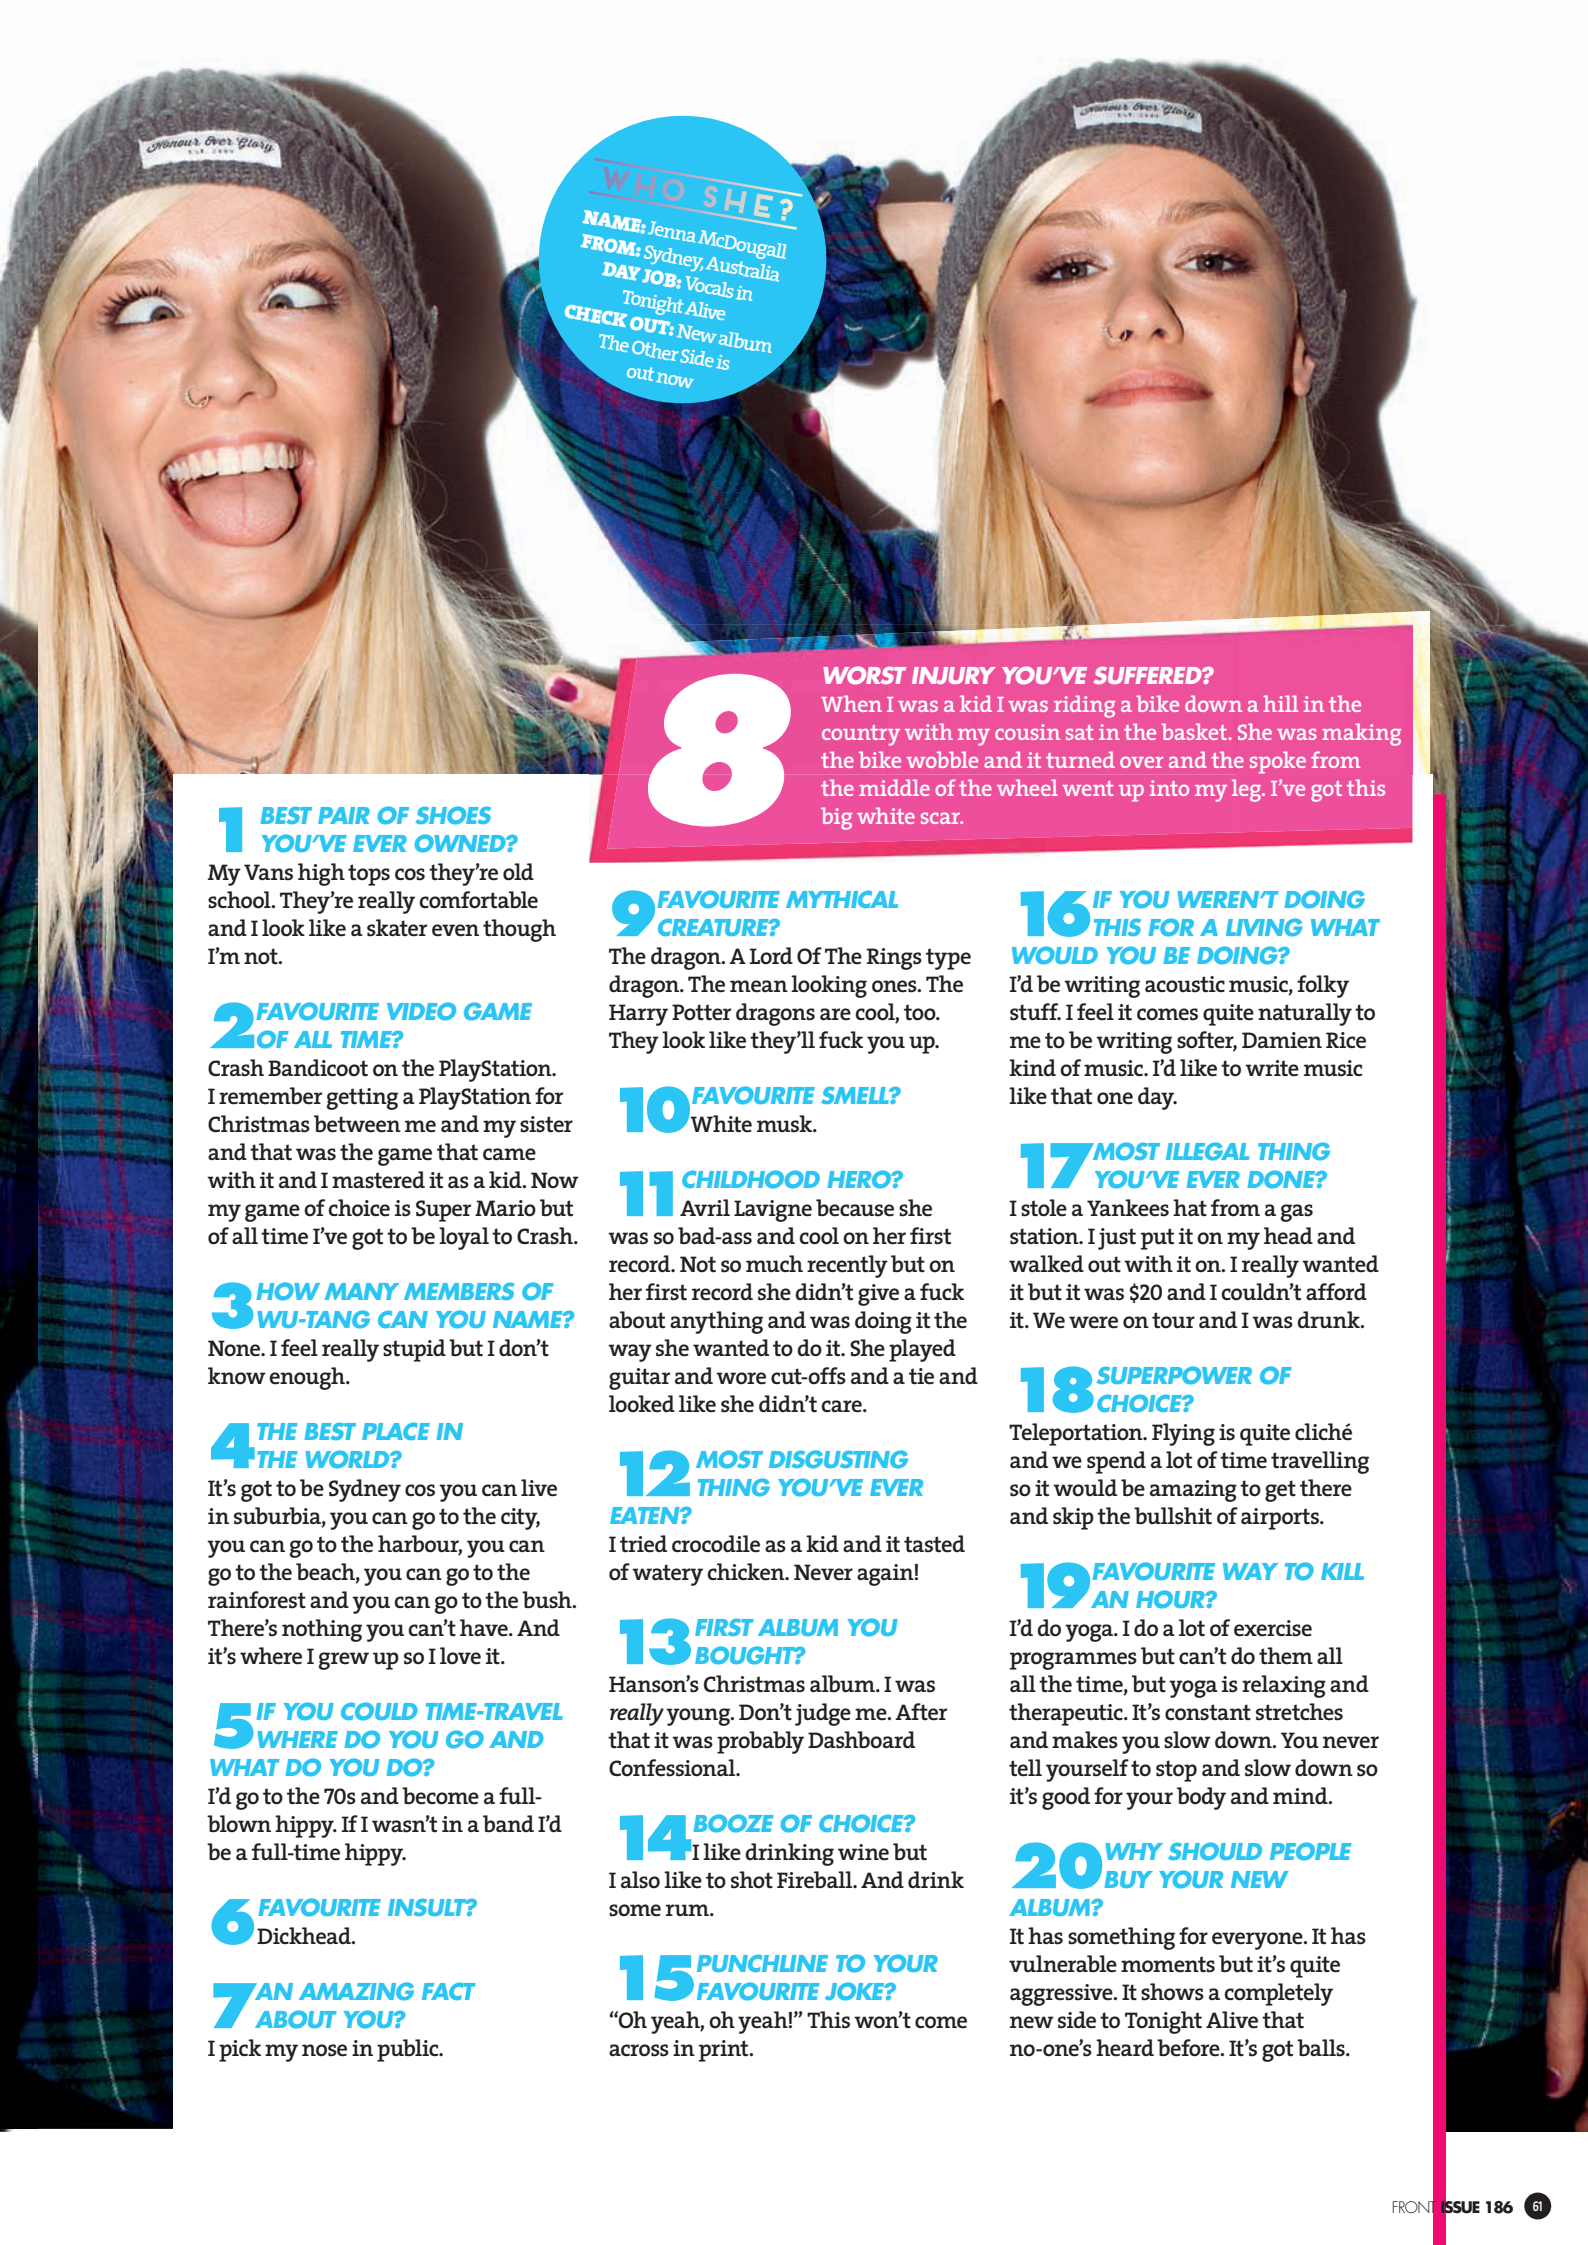 Honour Over Glory
EST. 2009
Honour Over Glory
EST. 2009
WHO SHE?
NAME: Jenna McDougall
FROM: Sydney, Australia
DAY JOB: Vocals in
Tonight Alive
CHECK OUT: New album
The Other Side is
out now
1 BEST PAIR OF SHOES
YOU’VE EVER OWNED?
My Vans high tops cos they’re old
school. They’re really comfortable
and I look like a skater even though
I’m not.
2 FAVOURITE VIDEO GAME
OF ALL TIME?
Crash Bandicoot on the PlayStation.
I remember getting a PlayStation for
Christmas between me and my sister
and that was the game that came
with it and I mastered it as a kid. Now
my game of choice is Super Mario but
of all time I’ve got to be loyal to Crash.
3 HOW MANY MEMBERS OF
WU-TANG CAN YOU NAME?
None. I feel really stupid but I don’t
know enough.
4 THE BEST PLACE IN
THE WORLD?
It’s got to be Sydney cos you can live
in suburbia, you can go to the city,
you can go to the harbour, you can
go to the beach, you can go to the
rainforest and you can go to the bush.
There’s nothing you can’t have. And
it’s where I grew up so I love it.
5 IF YOU COULD TIME-TRAVEL
WHERE DO YOU GO AND
WHAT DO YOU DO?
I’d go to the 70s and become a full-
blown hippy. If I wasn’t in a band I’d
be a full-time hippy.
6 FAVOURITE INSULT?
Dickhead.
7 AN AMAZING FACT
ABOUT YOU?
I pick my nose in public.
8 WORST INJURY YOU’VE SUFFERED?
When I was a kid I was riding a bike down a hill in the
country with my cousin sat in the basket. She was making
the bike wobble and it turned over and the spoke from
the middle of the wheel went up into my leg. I’ve got this
big white scar.
9 FAVOURITE MYTHICAL
CREATURE?
The dragon. A Lord Of The Rings type
dragon. The mean looking ones. The
Harry Potter dragons are cool, too.
They look like they’ll fuck you up.
10 FAVOURITE SMELL?
White musk.
11 CHILDHOOD HERO?
Avril Lavigne because she
was so bad-ass and cool on her first
record. Not so much recently but on
her first record she didn’t give a fuck
about anything and was doing it the
way she wanted to do it. She played
guitar and wore cut-offs and a tie and
looked like she didn’t care.
12 MOST DISGUSTING
THING YOU’VE EVER
EATEN?
I tried crocodile as a kid and it tasted
of watery chicken. Never again!
13 FIRST ALBUM YOU
BOUGHT?
Hanson’s Christmas album. I was
really young. Don’t judge me. After
that it was probably Dashboard
Confessional.
14 BOOZE OF CHOICE?
I like drinking wine but
I also like to shot Fireball. And drink
some rum.
15 PUNCHLINE TO YOUR
FAVOURITE JOKE?
“Oh yeah, oh yeah!” This won’t come
across in print.
16 IF YOU WEREN’T DOING
THIS FOR A LIVING WHAT
WOULD YOU BE DOING?
I’d be writing acoustic music, folky
stuff. I feel it comes quite naturally to
me to be writing softer, Damien Rice
kind of music. I’d like to write music
like that one day.
17 MOST ILLEGAL THING
YOU’VE EVER DONE?
I stole a Yankees hat from a gas
station. I just put it on my head and
walked out with it on. I really wanted
it but it was $20 and I couldn’t afford
it. We were on tour and I was drunk.
18 SUPERPOWER OF
CHOICE?
Teleportation. Flying is quite cliché
and we spend a lot of time travelling
so it would be amazing to get there
and skip the bullshit of airports.
19 FAVOURITE WAY TO KILL
AN HOUR?
I’d do yoga. I do a lot of exercise
programmes but can’t do them all
all the time, but yoga is relaxing and
therapeutic. It’s constant stretches
and makes you slow down. You never
tell yourself to stop and slow down so
it’s good for your body and mind.
20 WHY SHOULD PEOPLE
BUY YOUR NEW
ALBUM?
It has something for everyone. It has
vulnerable moments but it’s quite
aggressive. It shows a completely
new side to Tonight Alive that
no-one’s heard before. It’s got balls.
FRONT ISSUE 186 61